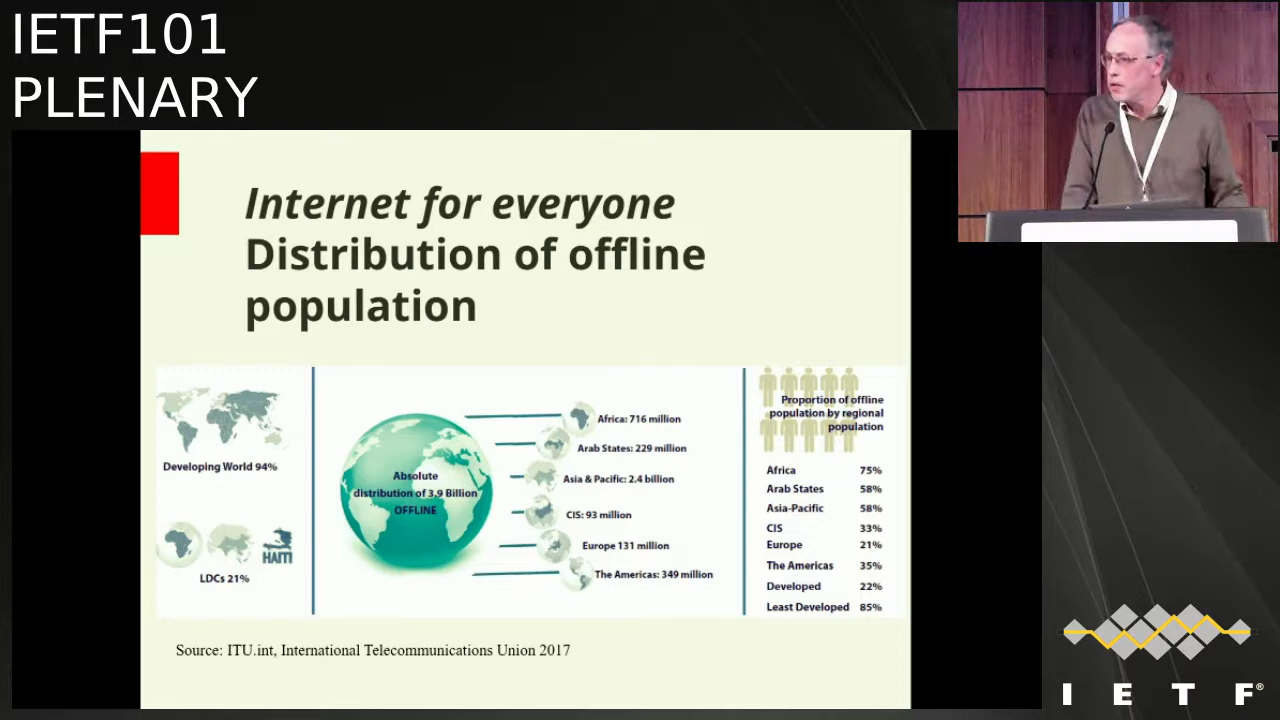 IETF101
PLENARY
Internet for everyone
Distribution of offline
population
Developing World 94%
HAITI
LDCs 21%
Absolute
distribution of 3.9 Billion
OFFLINE
Africa: 716 million
Arab States: 229 million
Asia & Pacific: 2.4 billion
CIS: 93 million
Europe 131 million
The Americas: 349 million
Proportion of offline
population by regional
population
Africa 75%
Arab States 58%
Asia-Pacific 58%
CIS 33%
Europe 21%
The Americas 35%
Developed 22%
Least Developed 85%
Source: ITU.int, International Telecommunications Union 2017
I E T F®